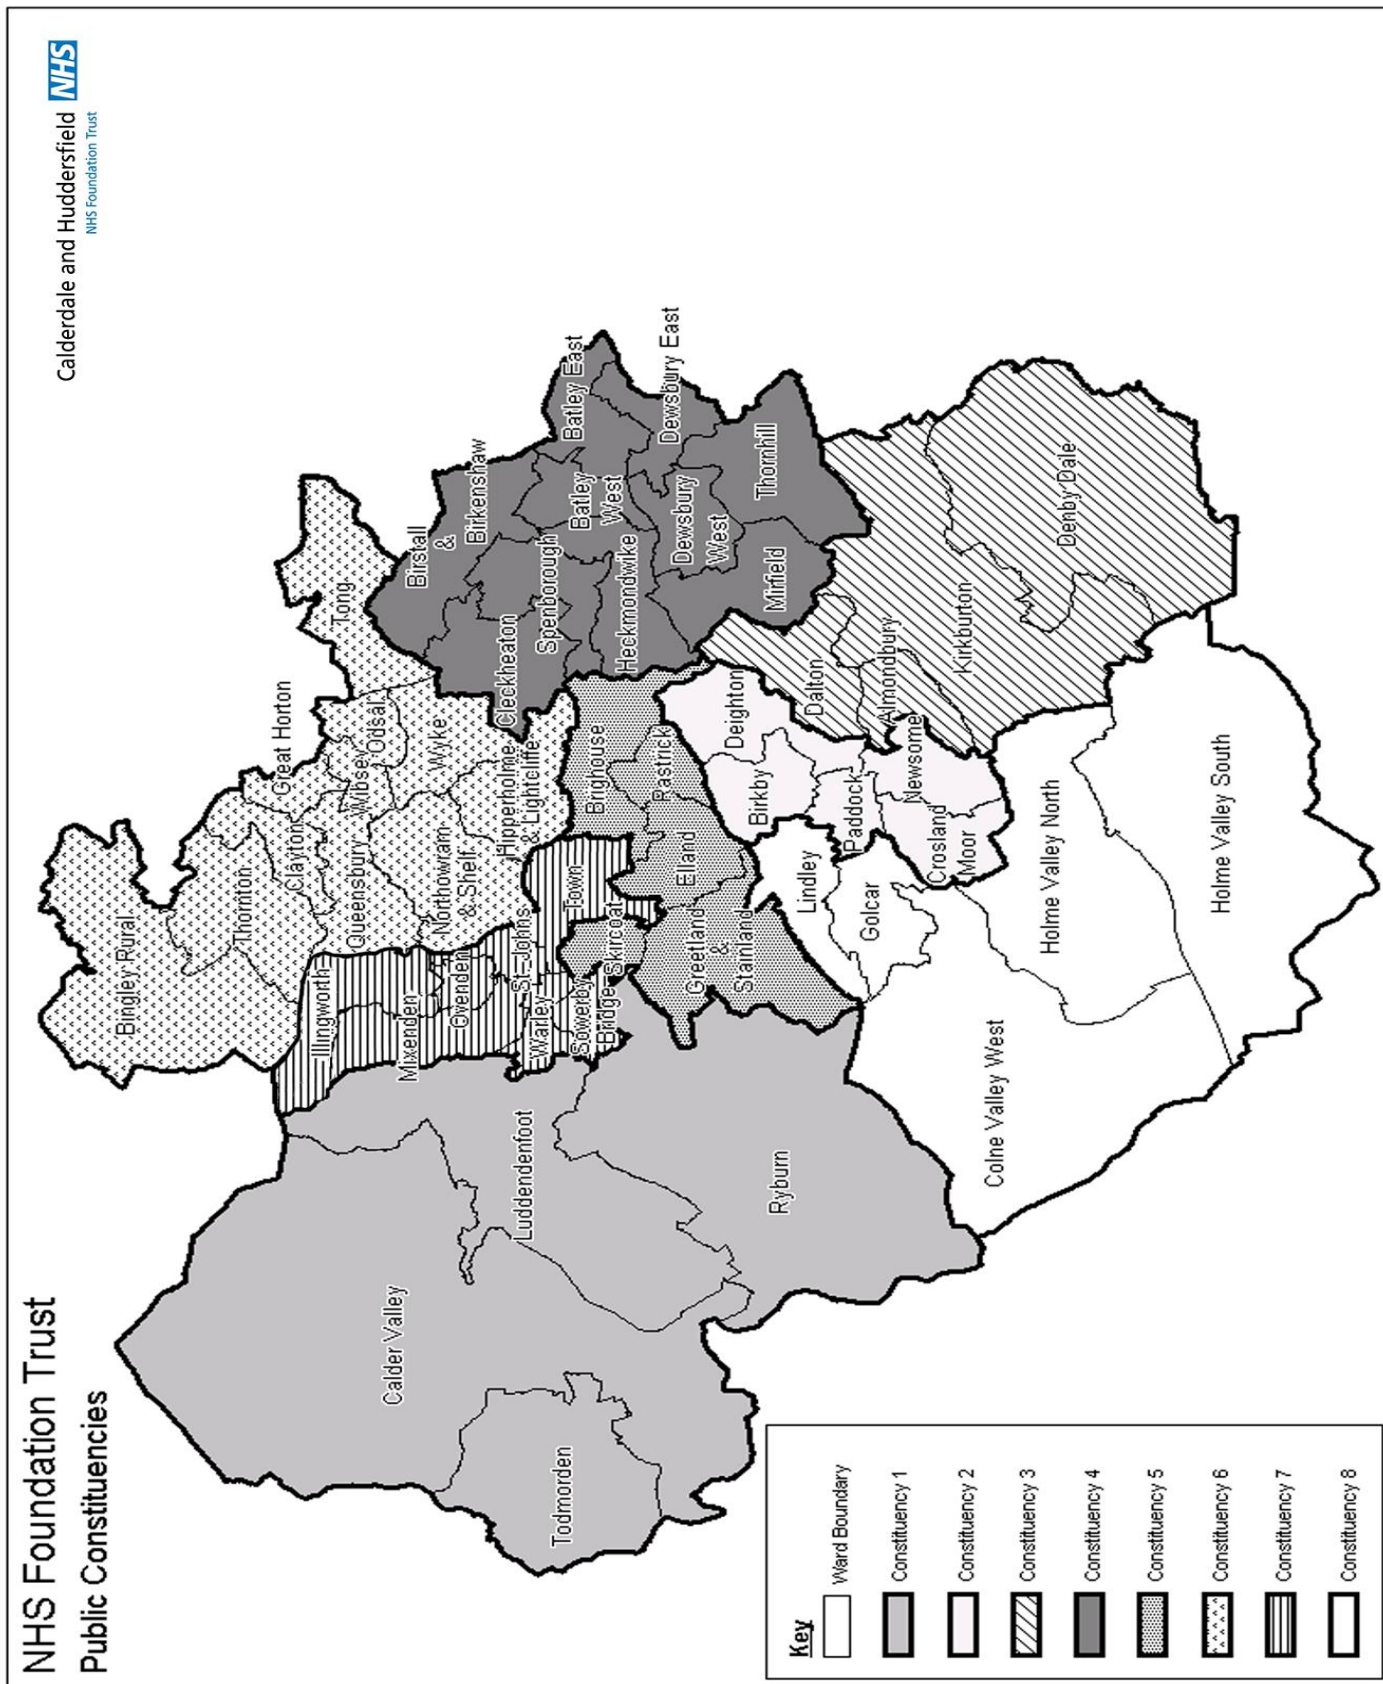 NHS Foundation Trust
Public Constituencies
Calderdale and Huddersfield NHS
NHS Foundation Trust
Bingley Rural
Thornton
Clayton
Great Horton
Queensbury
Wibsey
Odsal
Tong
Illingworth
Mixenden
Ovenden
Northowram
& Shelf
Wyke
Hipperholme
& Lightcliffe
Birstall
&
Birkenshaw
Cleckheaton
Spenborough
Batley East
Batley
West
Heckmondwike
Dewsbury East
Dewsbury
West
Thornhill
Mirfield
Calder Valley
Luddenfoot
Todmorden
Ryburn
St. Johns
Warley
Town
Sowerby
Bridge
Skircoat
Brighouse
Rastrick
Elland
Greetland
&
Stainland
Deighton
Birkby
Paddock
Lindley
Golcar
Crosland
Moor
Newsome
Dalton
Almondbury
Kirkburton
Denby Dale
Colne Valley West
Holme Valley North
Holme Valley South
Key
Ward Boundary
Constituency 1
Constituency 2
Constituency 3
Constituency 4
Constituency 5
Constituency 6
Constituency 7
Constituency 8